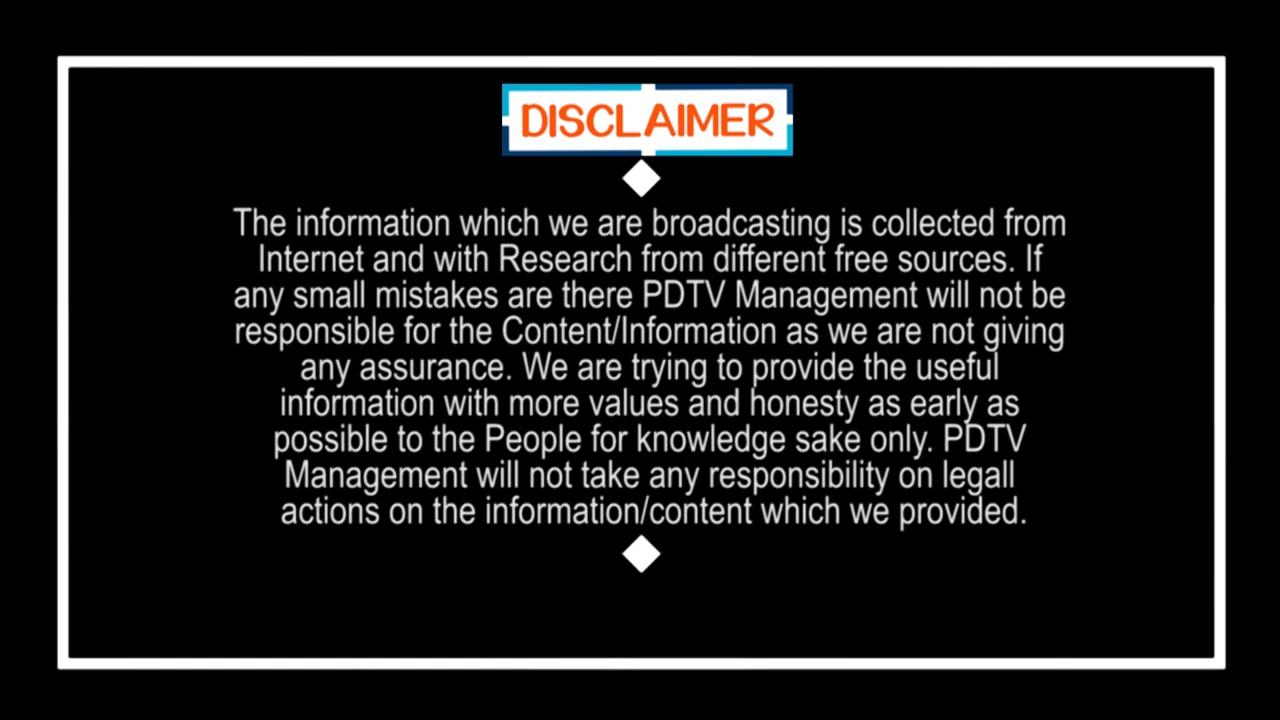 DISCLAIMER
The information which we are broadcasting is collected from
Internet and with Research from different free sources. If
any small mistakes are there PDTV Management will not be
responsible for the Content/Information as we are not giving
any assurance. We are trying to provide the useful
information with more values and honesty as early as
possible to the People for knowledge sake only. PDTV
Management will not take any responsibility on legall
actions on the information/content which we provided.